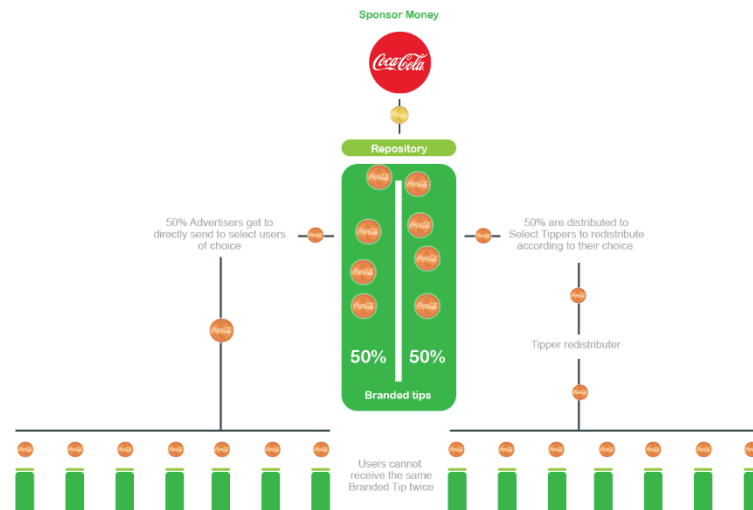 Sponsor Money
Coca-Cola
Repository
50% Advertisers get to
directly send to select users
of choice
50% are distributed to
Select Tippers to redistribute
according to their choice.
Tipper redistributer
50%
50%
Branded tips
Users cannot
receive the same
Branded Tip twice